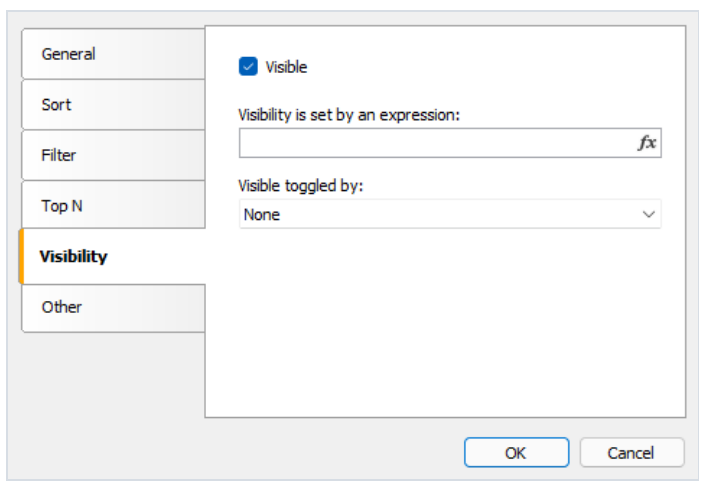 General
Sort
Filter
Top N
Visibility
Other
Visible
Visibility is set by an expression:
fx
Visible toggled by:
None
OK
Cancel